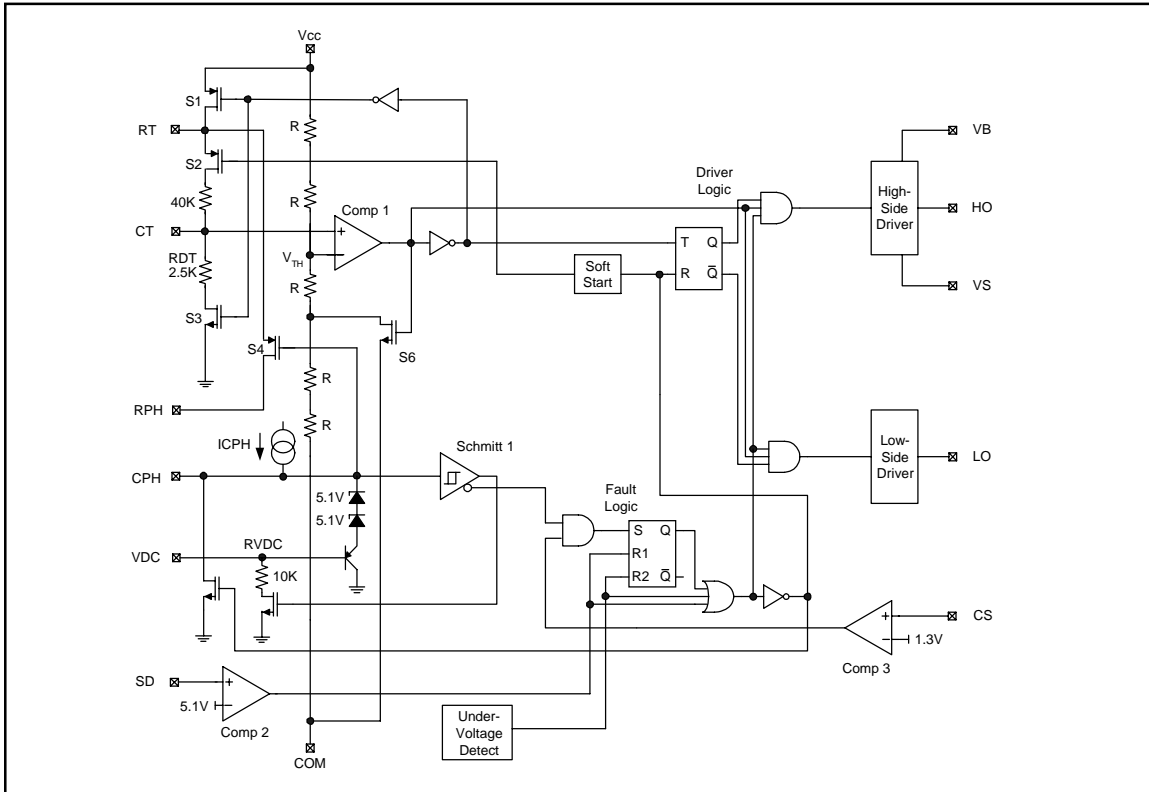 Vcc
S1
RT
R
VB
S2
Driver
Logic
High-
Side
Driver
40K
R
Comp 1
HO
CT
T Q
RDT
2.5K
VTH
Soft
Start
R Q̅
R
VS
S3
S4
S6
R
RPH
R
ICPH
Schmitt 1
Low-
Side
Driver
LO
CPH
5.1V
5.1V
Fault
Logic
S Q
RVDC
R1
VDC
10K
R2 Q̅
+
CS
−
1.3V
Comp 3
SD
+
5.1V
−
Comp 2
Under-
Voltage
Detect
COM
+
−